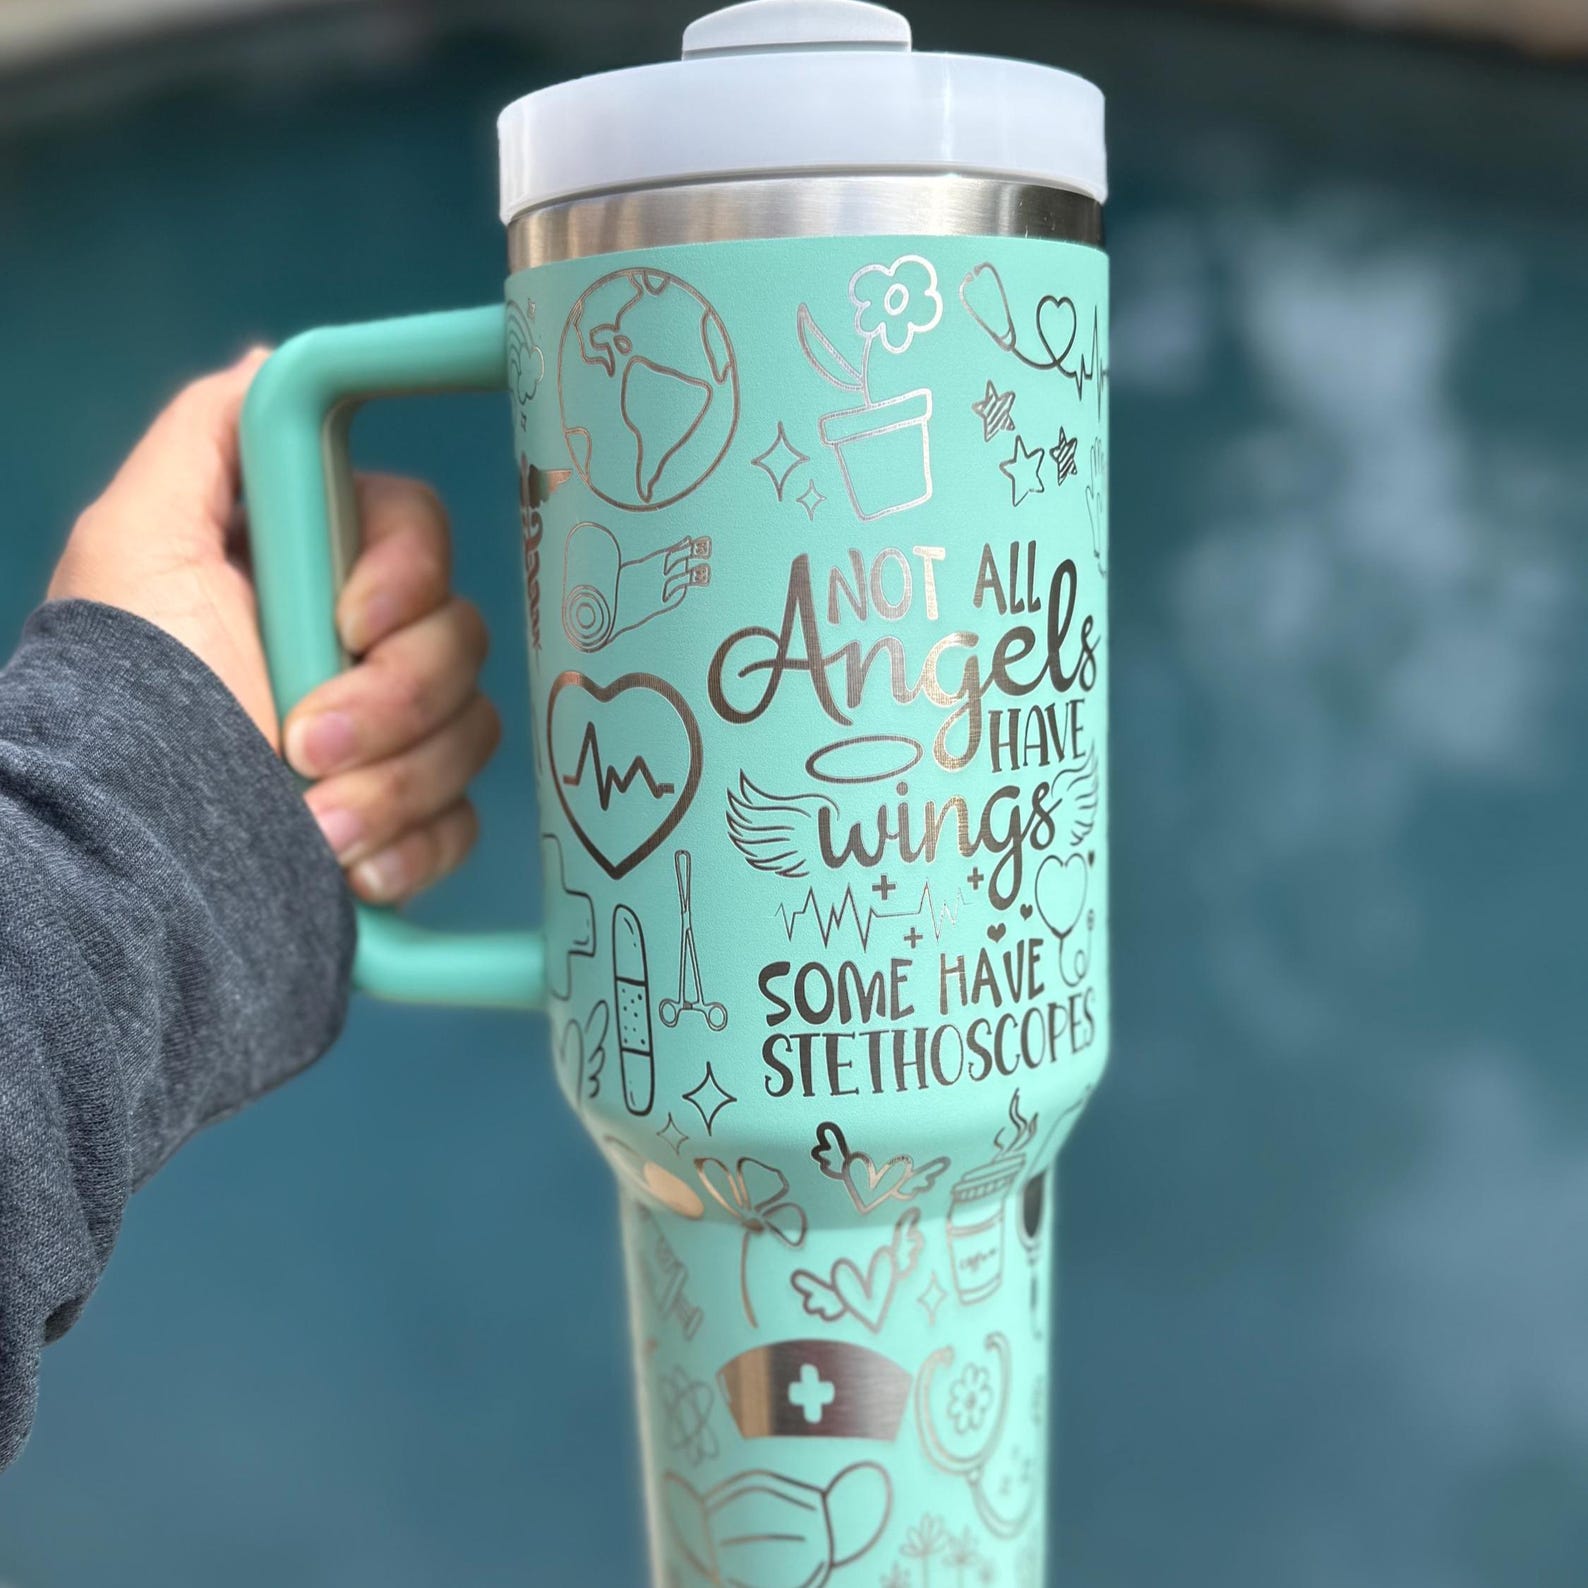 NOT ALL
Angels
HAVE
wings
SOME HAVE
STETHOSCOPES